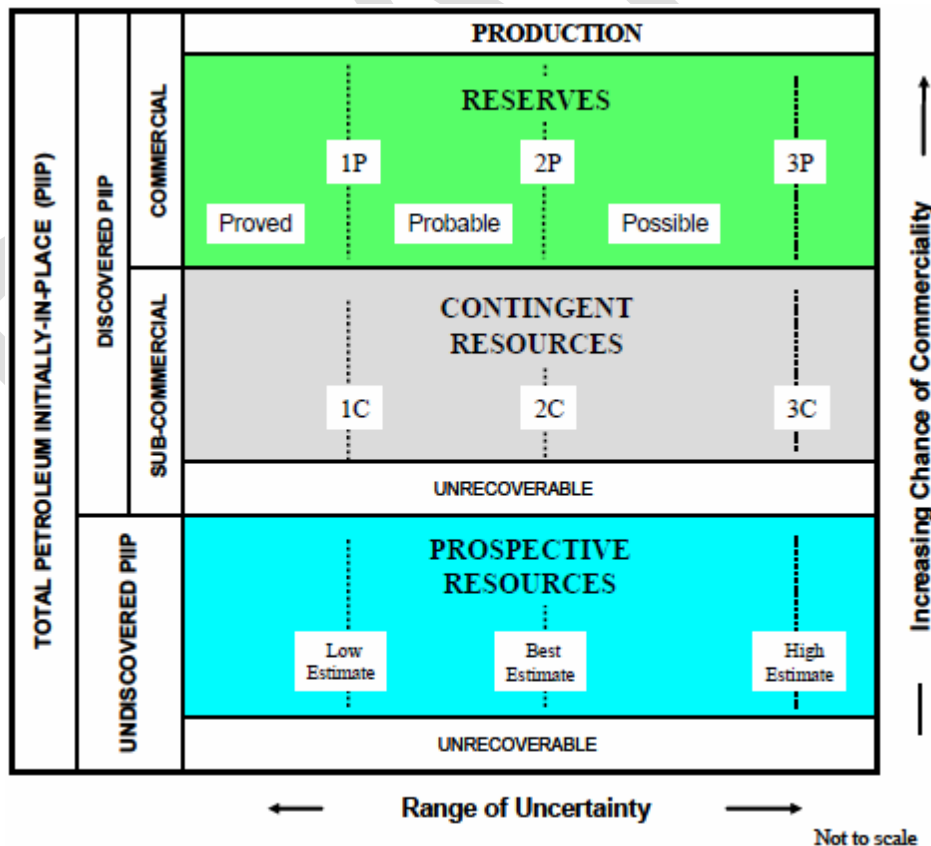 PRODUCTION
RESERVES
1P
2P
3P
Proved
Probable
Possible
CONTINGENT
RESOURCES
1C
2C
3C
UNRECOVERABLE
PROSPECTIVE
RESOURCES
Low
Estimate
Best
Estimate
High
Estimate
UNRECOVERABLE
TOTAL PETROLEUM INITIALLY-IN-PLACE (PIIP)
DISCOVERED PIIP
UNDISCOVERED PIIP
COMMERCIAL
SUB-COMMERCIAL
Increasing Chance of Commerciality
Range of Uncertainty
Not to scale